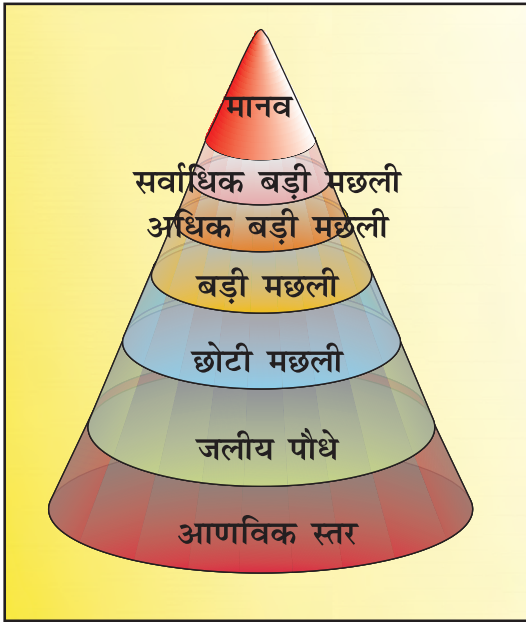 मानव
सर्वाधिक बड़ी मछली
अधिक बड़ी मछली
बड़ी मछली
छोटी मछली
जलीय पौधे
आणविक स्तर